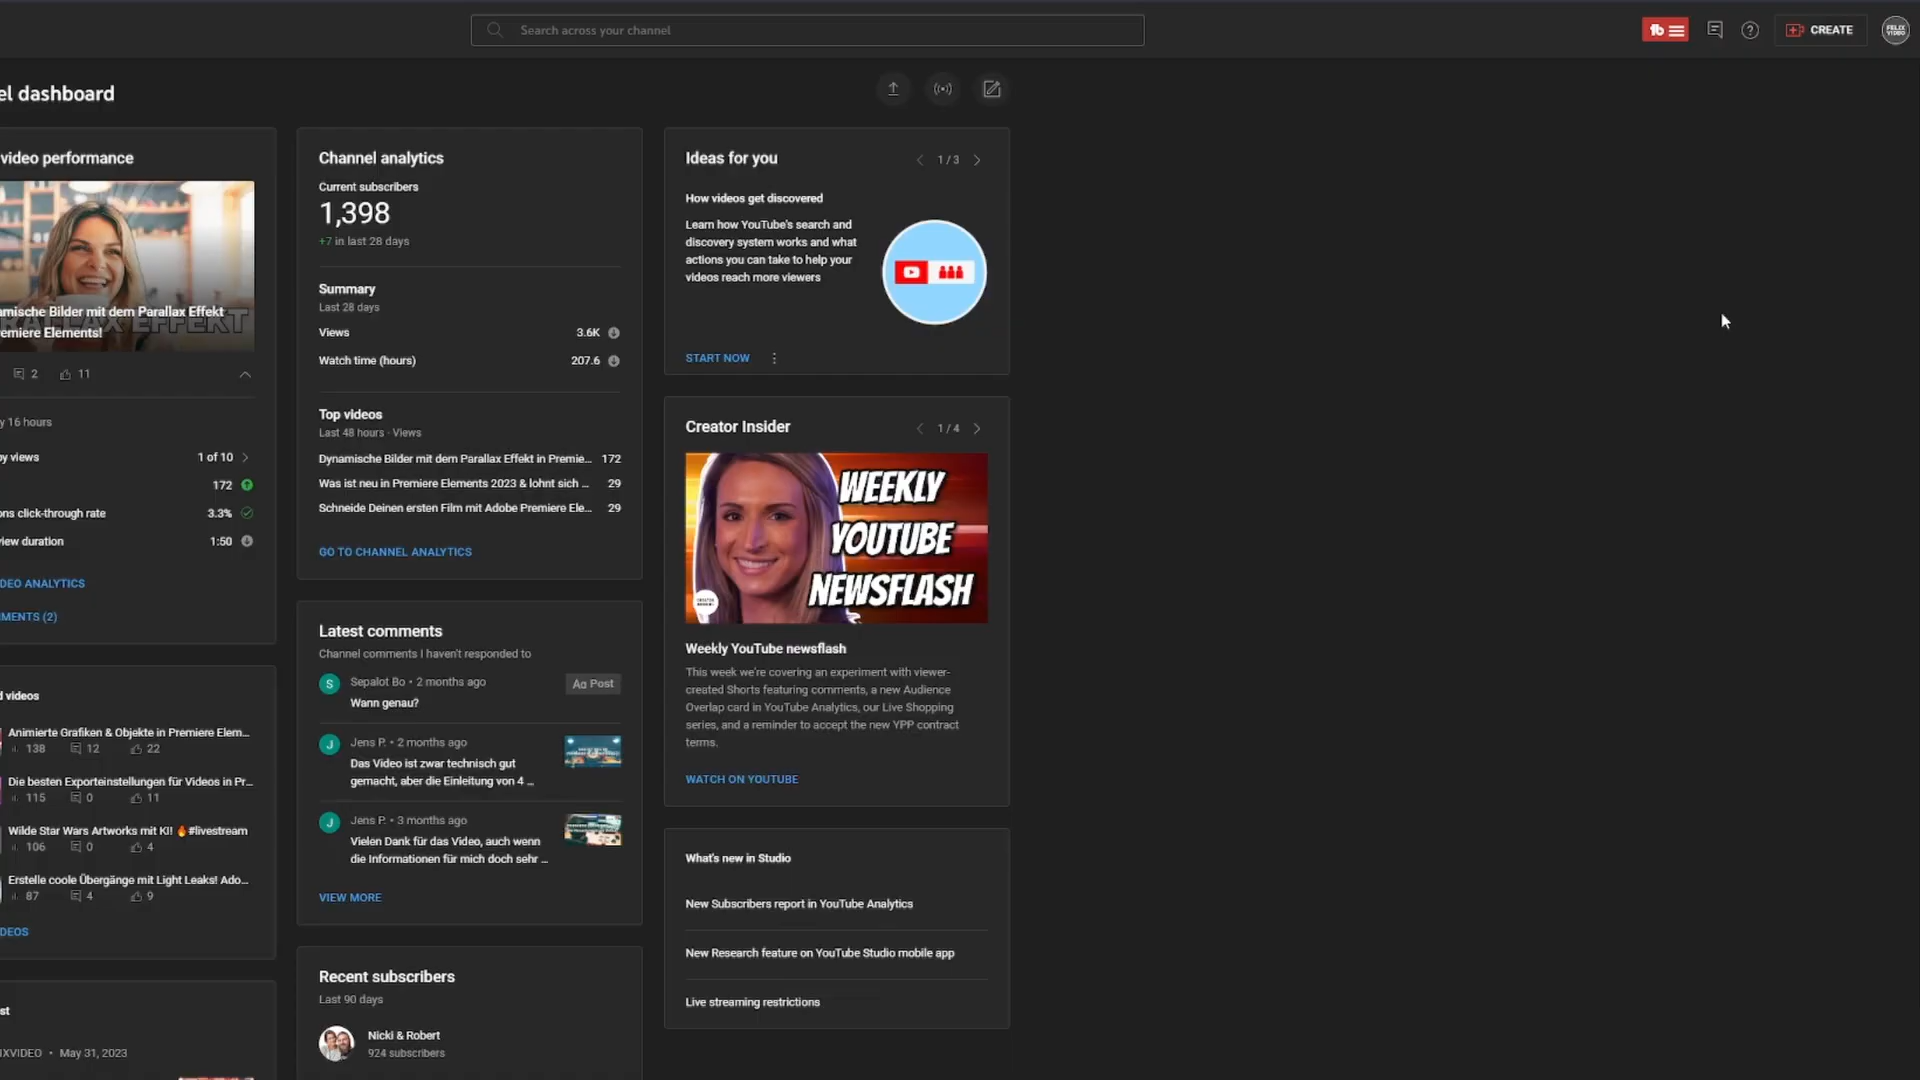 Search across your channel
CREATE
FELIX
VIDEO
el dashboard
video performance
amische Bilder mit dem Parallax Effekt
remiere Elements!
PARALLAX EFFEKT
2
11
y 16 hours
by views
1 of 10
172
ons click-through rate
3.3%
view duration
1:50
DEO ANALYTICS
MENTS (2)
d videos
Animierte Grafiken & Objekte in Premiere Elem...
138 12 22
Die besten Exporteinstellungen für Videos in Pr...
115 0 11
Wilde Star Wars Artworks mit KI! 🔥#livestream
106 0 4
Erstelle coole Übergänge mit Light Leaks! Ado...
87 4 9
DEOS
st
IXVIDEO • May 31, 2023
Channel analytics
Current subscribers
1,398
+7 in last 28 days
Summary
Last 28 days
Views
3.6K
Watch time (hours)
207.6
Top videos
Last 48 hours · Views
Dynamische Bilder mit dem Parallax Effekt in Premie... 172
Was ist neu in Premiere Elements 2023 & lohnt sich ... 29
Schneide Deinen ersten Film mit Adobe Premiere Ele... 29
GO TO CHANNEL ANALYTICS
Latest comments
Channel comments I haven't responded to
S
Sepalot Bo • 2 months ago
Wann genau?
Aa Post
J
Jens P. • 2 months ago
Das Video ist zwar technisch gut
gemacht, aber die Einleitung von 4 ...
J
Jens P. • 3 months ago
Vielen Dank für das Video, auch wenn
die Informationen für mich doch sehr ...
VIEW MORE
Recent subscribers
Last 90 days
Nicki & Robert
924 subscribers
Ideas for you
1 / 3
How videos get discovered
Learn how YouTube's search and
discovery system works and what
actions you can take to help your
videos reach more viewers
START NOW
Creator Insider
1 / 4
WEEKLY
YOUTUBE
NEWSFLASH
Weekly YouTube newsflash
This week we're covering an experiment with viewer-
created Shorts featuring comments, a new Audience
Overlap card in YouTube Analytics, our Live Shopping
series, and a reminder to accept the new YPP contract
terms.
WATCH ON YOUTUBE
What's new in Studio
New Subscribers report in YouTube Analytics
New Research feature on YouTube Studio mobile app
Live streaming restrictions